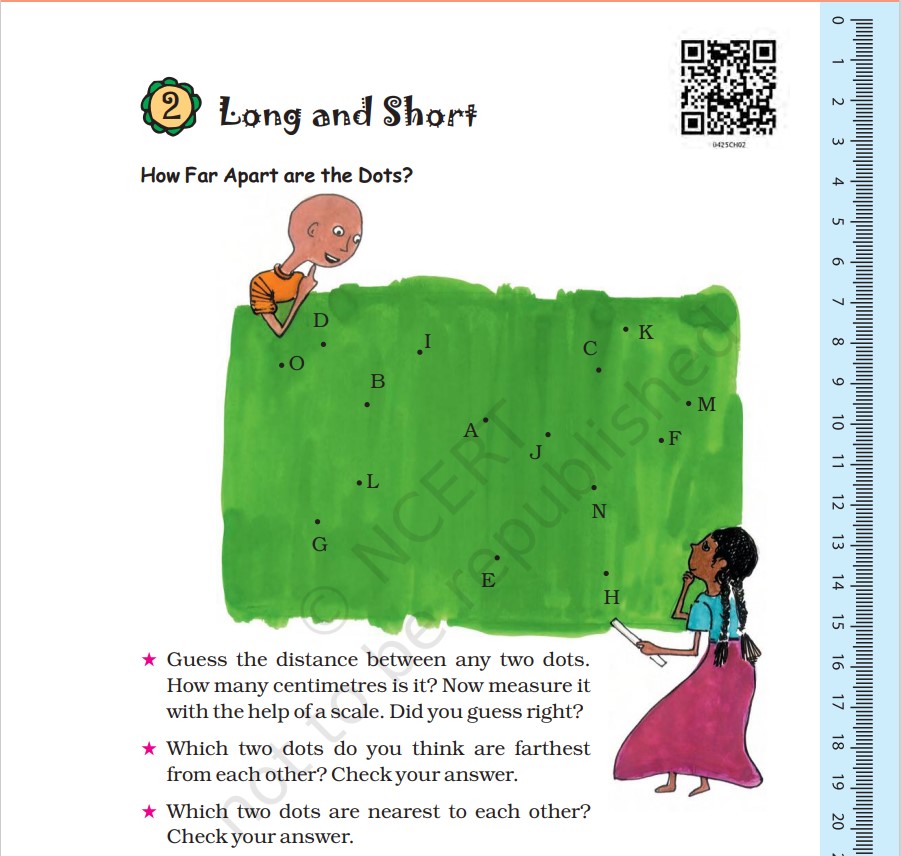 2 Long and Short
0425CH02
How Far Apart are the Dots?
D
I
K
C
O
B
M
A
F
J
L
N
G
E
H
© NCERT
not to be republished
★ Guess the distance between any two dots.
How many centimetres is it? Now measure it
with the help of a scale. Did you guess right?
★ Which two dots do you think are farthest
from each other? Check your answer.
★ Which two dots are nearest to each other?
Check your answer.
0
1
2
3
4
5
6
7
8
9
10
11
12
13
14
15
16
17
18
19
20